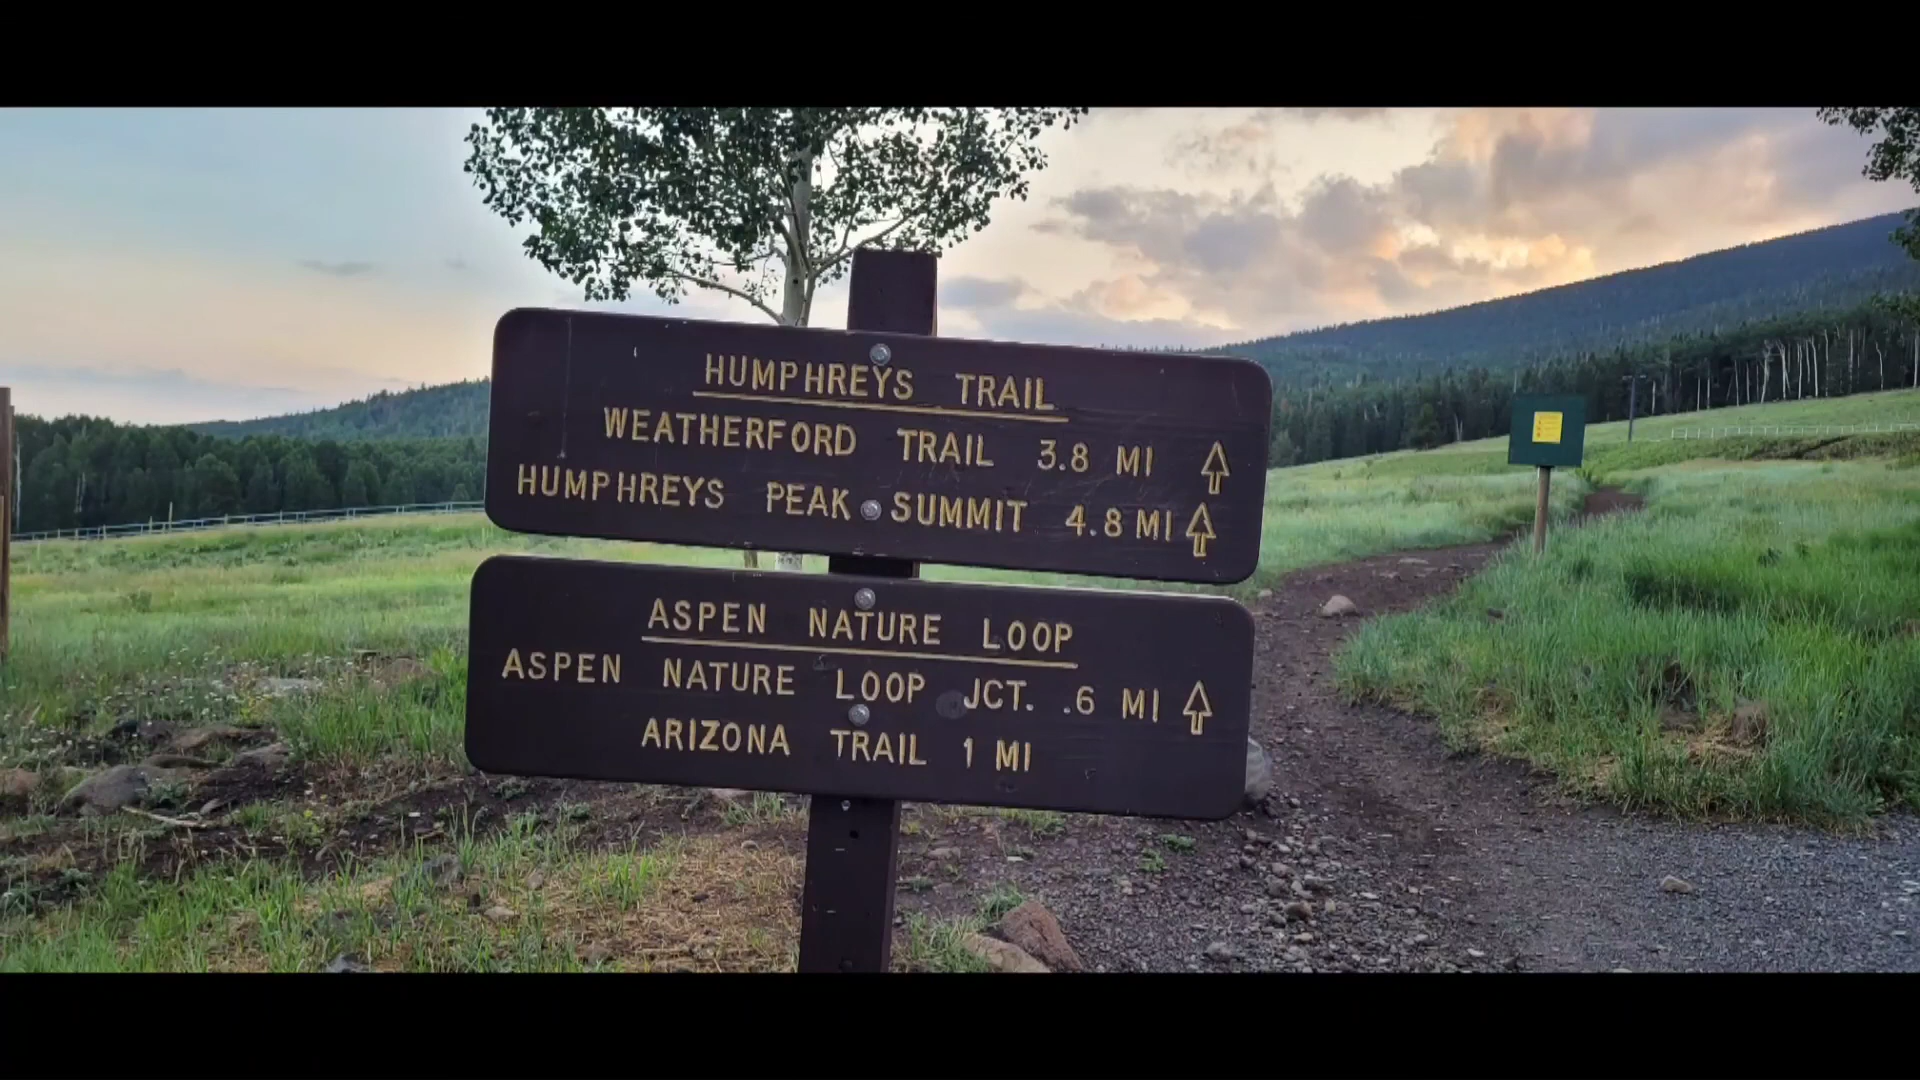 HUMPHREYS TRAIL
WEATHERFORD TRAIL 3.8 MI
HUMPHREYS PEAK SUMMIT 4.8 MI
ASPEN NATURE LOOP
ASPEN NATURE LOOP JCT. .6 MI
ARIZONA TRAIL 1 MI